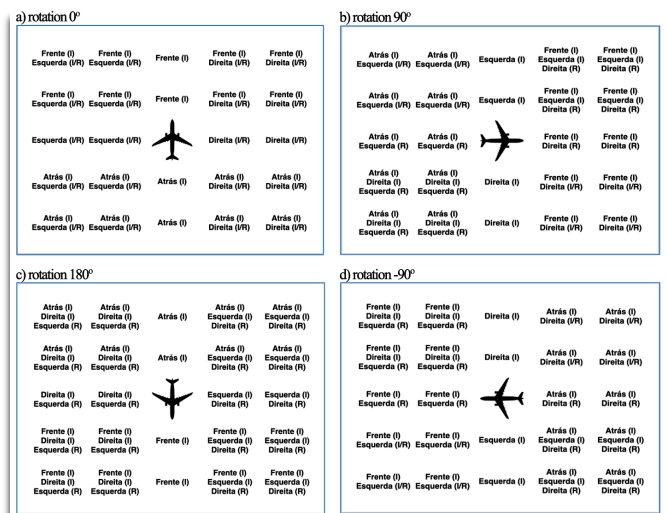 a) rotation 0º
Frente (I) Frente (I) Frente (I) Frente (I)
Esquerda (I/R) Esquerda (I/R) Frente (I) Direita (I/R) Direita (I/R)
Frente (I) Frente (I) Frente (I) Frente (I)
Esquerda (I/R) Esquerda (I/R) Frente (I) Direita (I/R) Direita (I/R)
Esquerda (I/R) Esquerda (I/R) Direita (I/R) Direita (I/R)
Atrás (I) Atrás (I) Atrás (I) Atrás (I)
Esquerda (I/R) Esquerda (I/R) Atrás (I) Direita (I/R) Direita (I/R)
Atrás (I) Atrás (I) Atrás (I) Atrás (I)
Esquerda (I/R) Esquerda (I/R) Atrás (I) Direita (I/R) Direita (I/R)
b) rotation 90º
Frente (I) Frente (I)
Atrás (I) Atrás (I) Esquerda (I) Esquerda (I) Esquerda (I)
Esquerda (I/R) Esquerda (I/R) Direita (R) Direita (R)
Frente (I) Frente (I)
Atrás (I) Atrás (I) Esquerda (I) Esquerda (I) Esquerda (I)
Esquerda (I/R) Esquerda (I/R) Direita (R) Direita (R)
Atrás (I) Atrás (I) Frente (I) Frente (I)
Esquerda (R) Esquerda (R) Direita (R) Direita (R)
Atrás (I) Atrás (I) Frente (I) Frente (I)
Direita (I) Direita (I) Direita (I) Direita (I/R) Direita (I/R)
Esquerda (R) Esquerda (R)
Atrás (I) Atrás (I) Frente (I) Frente (I)
Direita (I) Direita (I) Direita (I) Direita (I/R) Direita (I/R)
Esquerda (R) Esquerda (R)
c) rotation 180º
Atrás (I) Atrás (I) Atrás (I) Atrás (I)
Direita (I) Direita (I) Atrás (I) Esquerda (I) Esquerda (I)
Esquerda (R) Esquerda (R) Direita (R) Direita (R)
Atrás (I) Atrás (I) Atrás (I) Atrás (I)
Direita (I) Direita (I) Atrás (I) Esquerda (I) Esquerda (I)
Esquerda (R) Esquerda (R) Direita (R) Direita (R)
Direita (I) Direita (I) Esquerda (I) Esquerda (I)
Esquerda (R) Esquerda (R) Direita (R) Direita (R)
Frente (I) Frente (I) Frente (I) Frente (I)
Direita (I) Direita (I) Frente (I) Esquerda (I) Esquerda (I)
Esquerda (R) Esquerda (R) Direita (R) Direita (R)
Frente (I) Frente (I) Frente (I) Frente (I)
Direita (I) Direita (I) Frente (I) Esquerda (I) Esquerda (I)
Esquerda (R) Esquerda (R) Direita (R) Direita (R)
d) rotation -90º
Frente (I) Frente (I) Atrás (I) Atrás (I)
Direita (I) Direita (I) Direita (I) Direita (I/R) Direita (I/R)
Esquerda (R) Esquerda (R)
Frente (I) Frente (I) Atrás (I) Atrás (I)
Direita (I) Direita (I) Direita (I) Direita (I/R) Direita (I/R)
Esquerda (R) Esquerda (R)
Frente (I) Frente (I) Atrás (I) Atrás (I)
Esquerda (R) Esquerda (R) Direita (R) Direita (R)
Atrás (I) Atrás (I)
Frente (I) Frente (I) Esquerda (I) Esquerda (I) Esquerda (I)
Esquerda (I/R) Esquerda (I/R) Direita (R) Direita (R)
Atrás (I) Atrás (I)
Frente (I) Frente (I) Esquerda (I) Esquerda (I) Esquerda (I)
Esquerda (I/R) Esquerda (I/R) Direita (R) Direita (R)